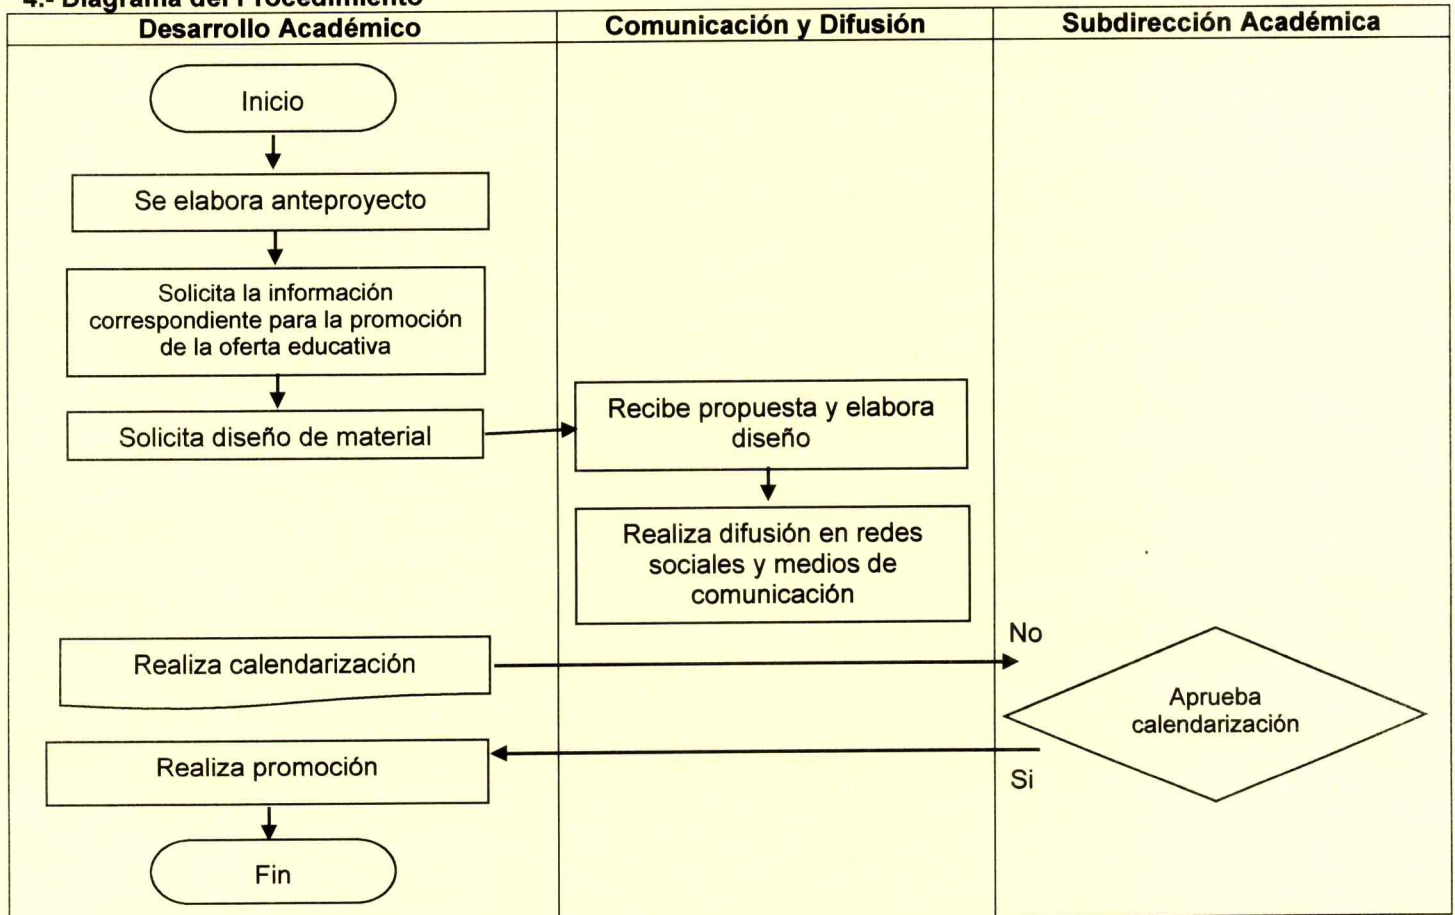 4.- Diagrama del Procedimiento
Desarrollo Académico
Comunicación y Difusión
Subdirección Académica
Inicio
Se elabora anteproyecto
Solicita la información
correspondiente para la promoción
de la oferta educativa
Solicita diseño de material
Recibe propuesta y elabora
diseño
Realiza difusión en redes
sociales y medios de
comunicación
Realiza calendarización
No
Aprueba
calendarización
Realiza promoción
Si
Fin